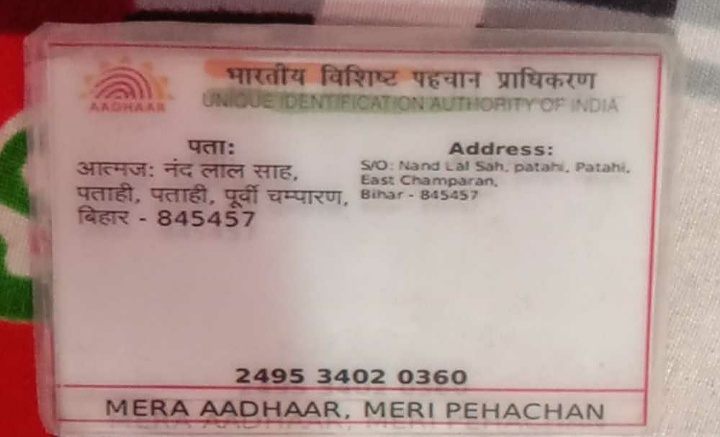 AADHAAR
भारतीय विशिष्ट पहचान प्राधिकरण
UNIQUE IDENTIFICATION AUTHORITY OF INDIA
पता:
आत्मज: नंद लाल साह,
पताही, पताही, पूर्वी चम्पारण,
बिहार - 845457
Address:
S/O: Nand Lal Sah, patahi, Patahi,
East Champaran,
Bihar - 845457
2495 3402 0360
MERA AADHAAR, MERI PEHACHAN